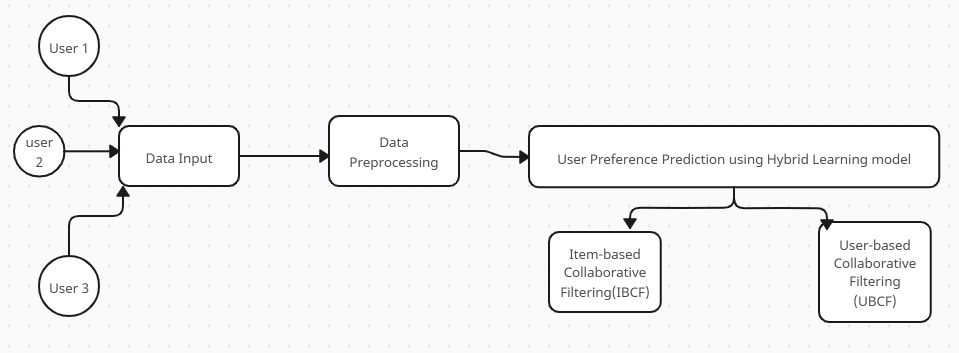 User 1
user
2
Data Input
User 3
Data
Preprocessing
User Preference Prediction using Hybrid Learning model
Item-based
Collaborative
Filtering(IBCF)
User-based
Collaborative
Filtering
(UBCF)